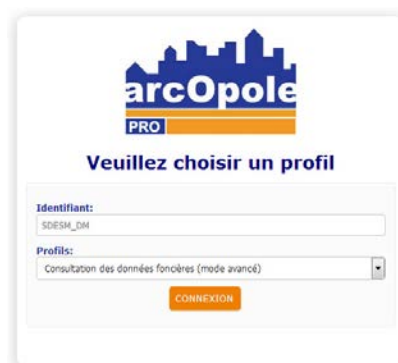 arcOpole
PRO
Veuillez choisir un profil
Identifiant:
SDESM_DM
Profils:
Consultation des données foncières (mode avancé)
CONNEXION